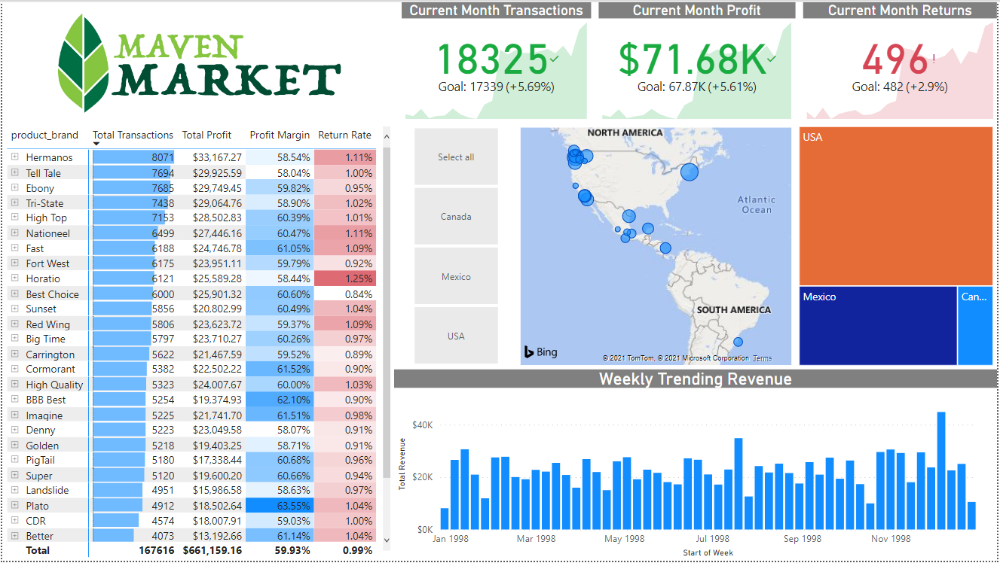 MAVEN
MARKET
Current Month Transactions
18325
Goal: 17339 (+5.69%)
Current Month Profit
$71.68K
Goal: 67.87K (+5.61%)
Current Month Returns
496!
Goal: 482 (+2.9%)
product_brand Total Transactions Total Profit Profit Margin Return Rate
Hermanos 8071 $33,167.27 58.54% 1.11%
Tell Tale 7694 $29,925.59 58.04% 1.00%
Ebony 7685 $29,749.45 59.82% 0.95%
Tri-State 7438 $29,064.76 58.90% 1.02%
High Top 7153 $28,502.83 60.39% 1.01%
Nationeel 6499 $27,446.16 60.47% 1.11%
Fast 6188 $24,746.78 61.05% 1.09%
Fort West 6175 $23,951.11 59.79% 0.92%
Horatio 6121 $25,589.28 58.44% 1.25%
Best Choice 6000 $25,901.32 60.60% 0.84%
Sunset 5856 $20,802.99 60.49% 1.04%
Red Wing 5806 $23,623.72 59.37% 1.09%
Big Time 5797 $23,710.27 60.26% 0.97%
Carrington 5622 $21,467.59 59.52% 0.89%
Cormorant 5382 $22,502.22 61.52% 0.90%
High Quality 5323 $24,007.67 60.00% 1.03%
BBB Best 5254 $19,374.93 62.10% 0.90%
Imagine 5225 $21,741.70 61.51% 0.98%
Denny 5223 $23,049.58 58.07% 0.91%
Golden 5218 $19,403.25 58.71% 0.91%
PigTail 5180 $17,338.44 60.68% 0.96%
Super 5120 $19,600.20 60.66% 0.94%
Landslide 4951 $15,986.58 58.63% 0.97%
Plato 4912 $18,502.64 63.55% 1.04%
CDR 4574 $18,007.91 59.03% 1.00%
Better 4073 $13,192.66 61.14% 1.04%
Total 167616 $661,159.16 59.93% 0.99%
Select all
Canada
Mexico
USA
NORTH AMERICA
Atlantic
Ocean
SOUTH AMERICA
Bing
© 2021 TomTom, © 2021 Microsoft Corporation Terms
USA
Mexico
Can...
Weekly Trending Revenue
Total Revenue
$40K
$20K
$0K
Jan 1998 Mar 1998 May 1998 Jul 1998 Sep 1998 Nov 1998
Start of Week